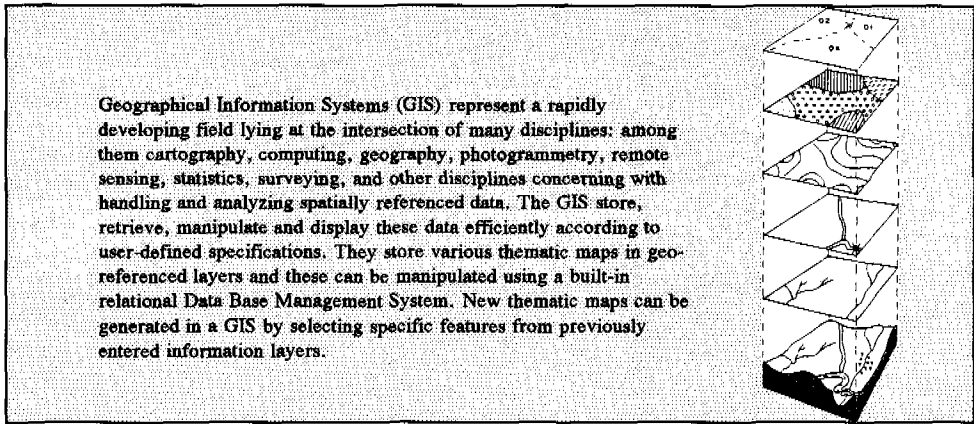 Geographical Information Systems (GIS) represent a rapidly
developing field lying at the intersection of many disciplines: among
them cartography, computing, geography, photogrammetry, remote
sensing, statistics, surveying, and other disciplines concerning with
handling and analyzing spatially referenced data. The GIS store,
retrieve, manipulate and display these data efficiently according to
user-defined specifications. They store various thematic maps in geo-
referenced layers and these can be manipulated using a built-in
relational Data Base Management System. New thematic maps can be
generated in a GIS by selecting specific features from previously
entered information layers.